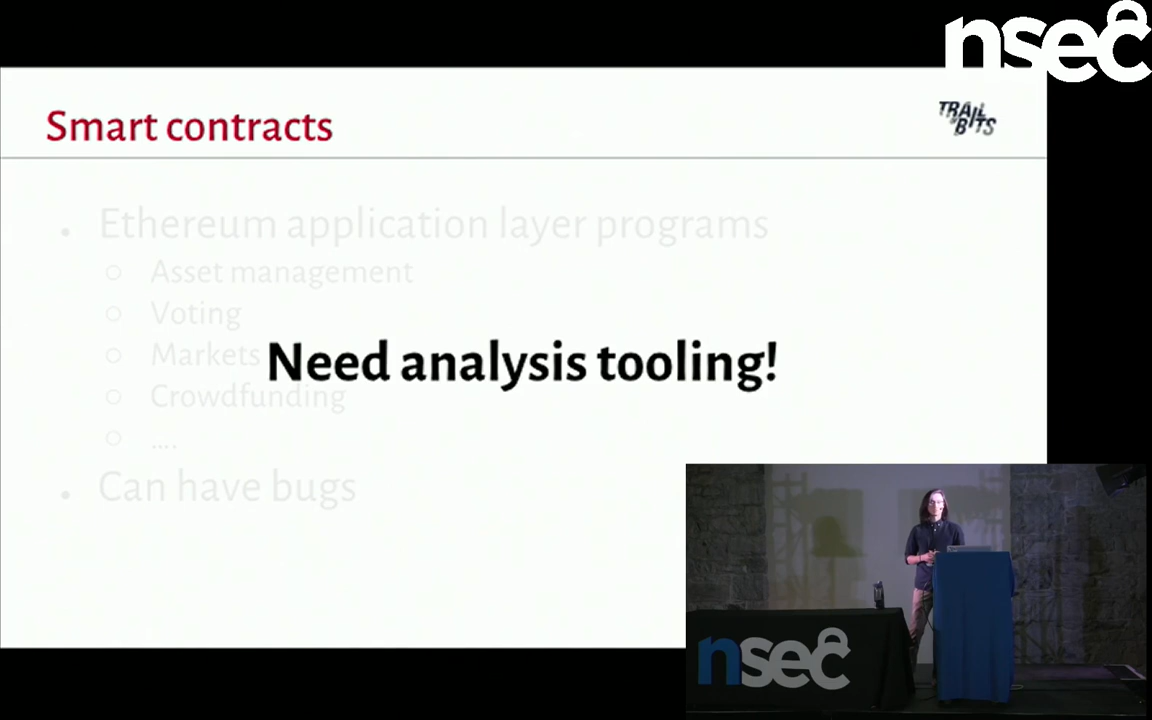 nsec
Smart contracts
TRAIL OF BITS
Ethereum application layer programs
Asset management
Voting
Markets
Need analysis tooling!
Crowdfunding
....
Can have bugs
nsec